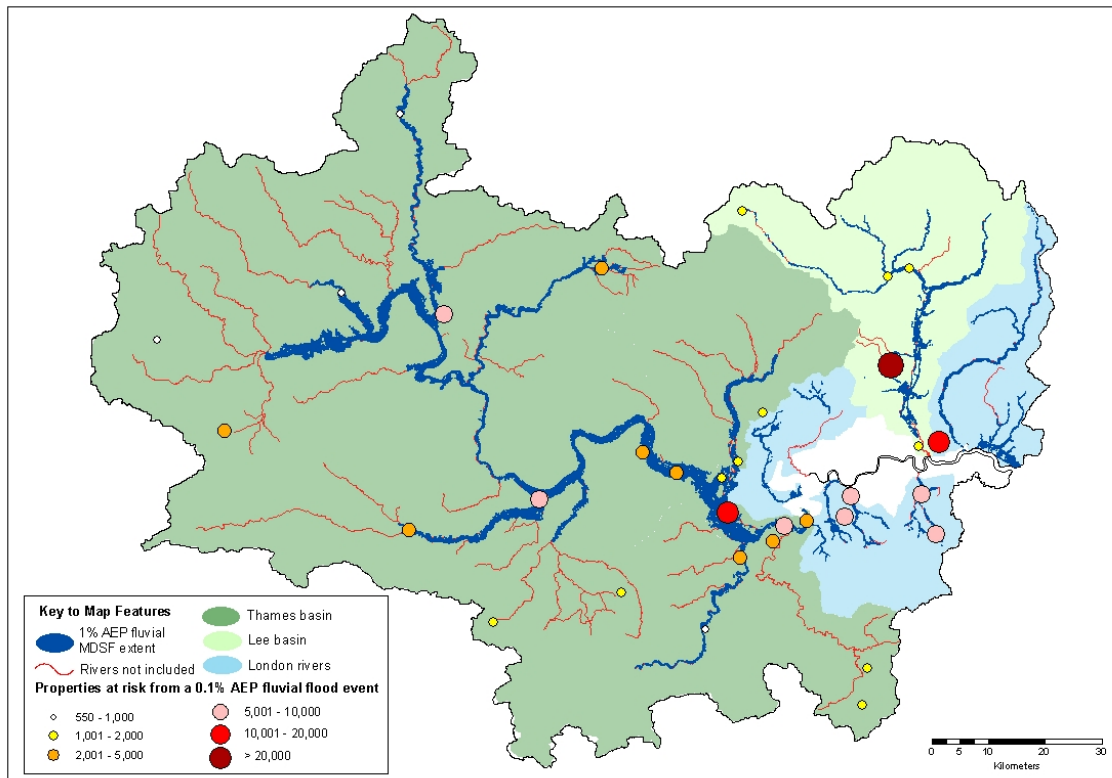 Key to Map Features
1% AEP fluvial
MDSF extent
Rivers not included
Thames basin
Lee basin
London rivers
Properties at risk from a 0.1% AEP fluvial flood event
550 - 1,000
1,001 - 2,000
2,001 - 5,000
5,001 - 10,000
10,001 - 20,000
> 20,000
0 5 10 20 30
Kilometers